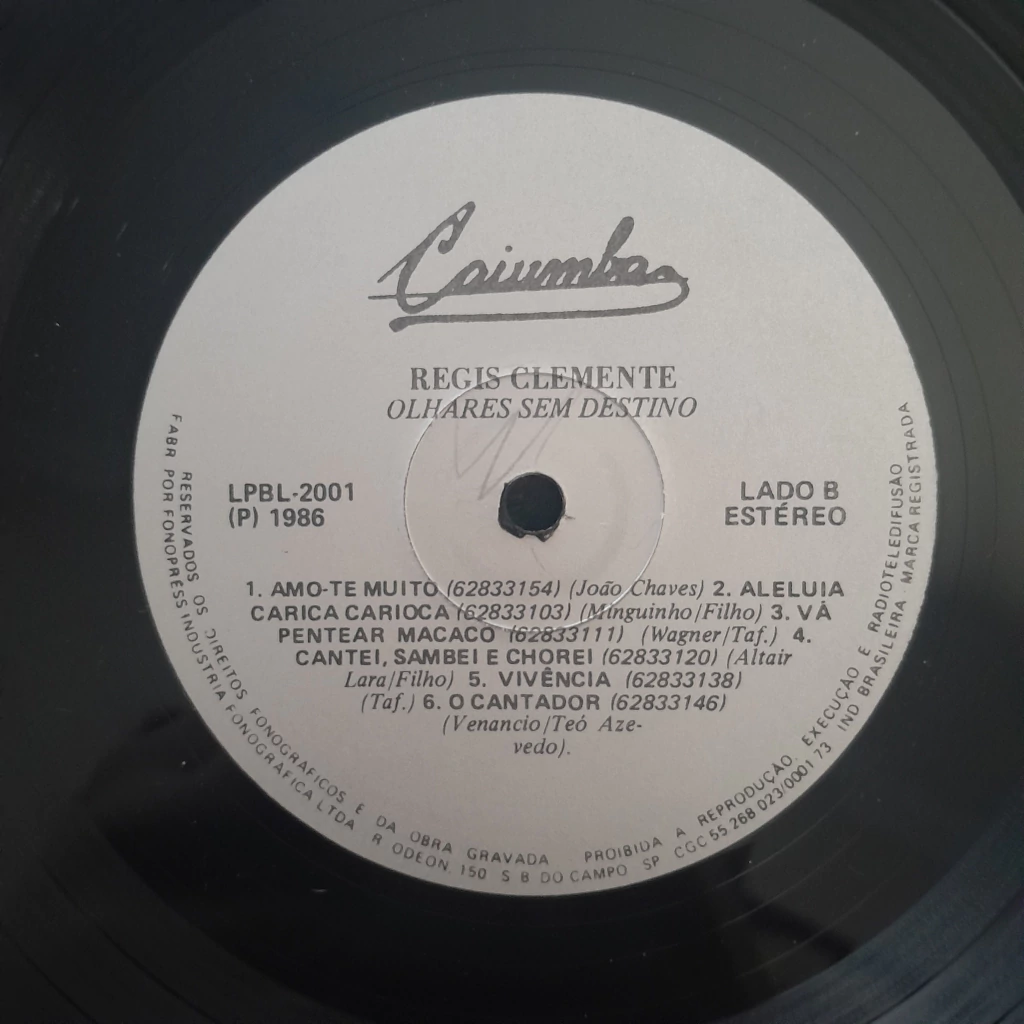 Caiumba
REGIS CLEMENTE
OLHARES SEM DESTINO
LPBL-2001
(P) 1986
LADO B
ESTÉREO
1. AMO-TE MUITO (62833154) (João Chaves) 2. ALELUIA
CARICA CARIOCA (62833103) (Minguinho/Filho) 3. VÁ
PENTEAR MACACO (62833111) (Wagner/Taf.) 4.
CANTEI, SAMBEI E CHOREI (62833120) (Altair
Lara/Filho) 5. VIVÊNCIA (62833138)
(Taf.) 6. O CANTADOR (62833146)
(Venancio/Teó Aze-
vedo).
RESERVADOS OS DIREITOS FONOGRÁFICOS E DA OBRA GRAVADA PROIBIDA A REPRODUÇÃO, EXECUÇÃO E RADIOTELEDIFUSÃO
FABR POR FONOPRESS INDUSTRIA FONOGRÁFICA LTDA R ODEON, 150 S B DO CAMPO SP CGC 55 268 023/0001 73 IND BRASILEIRA · MARCA REGISTRADA